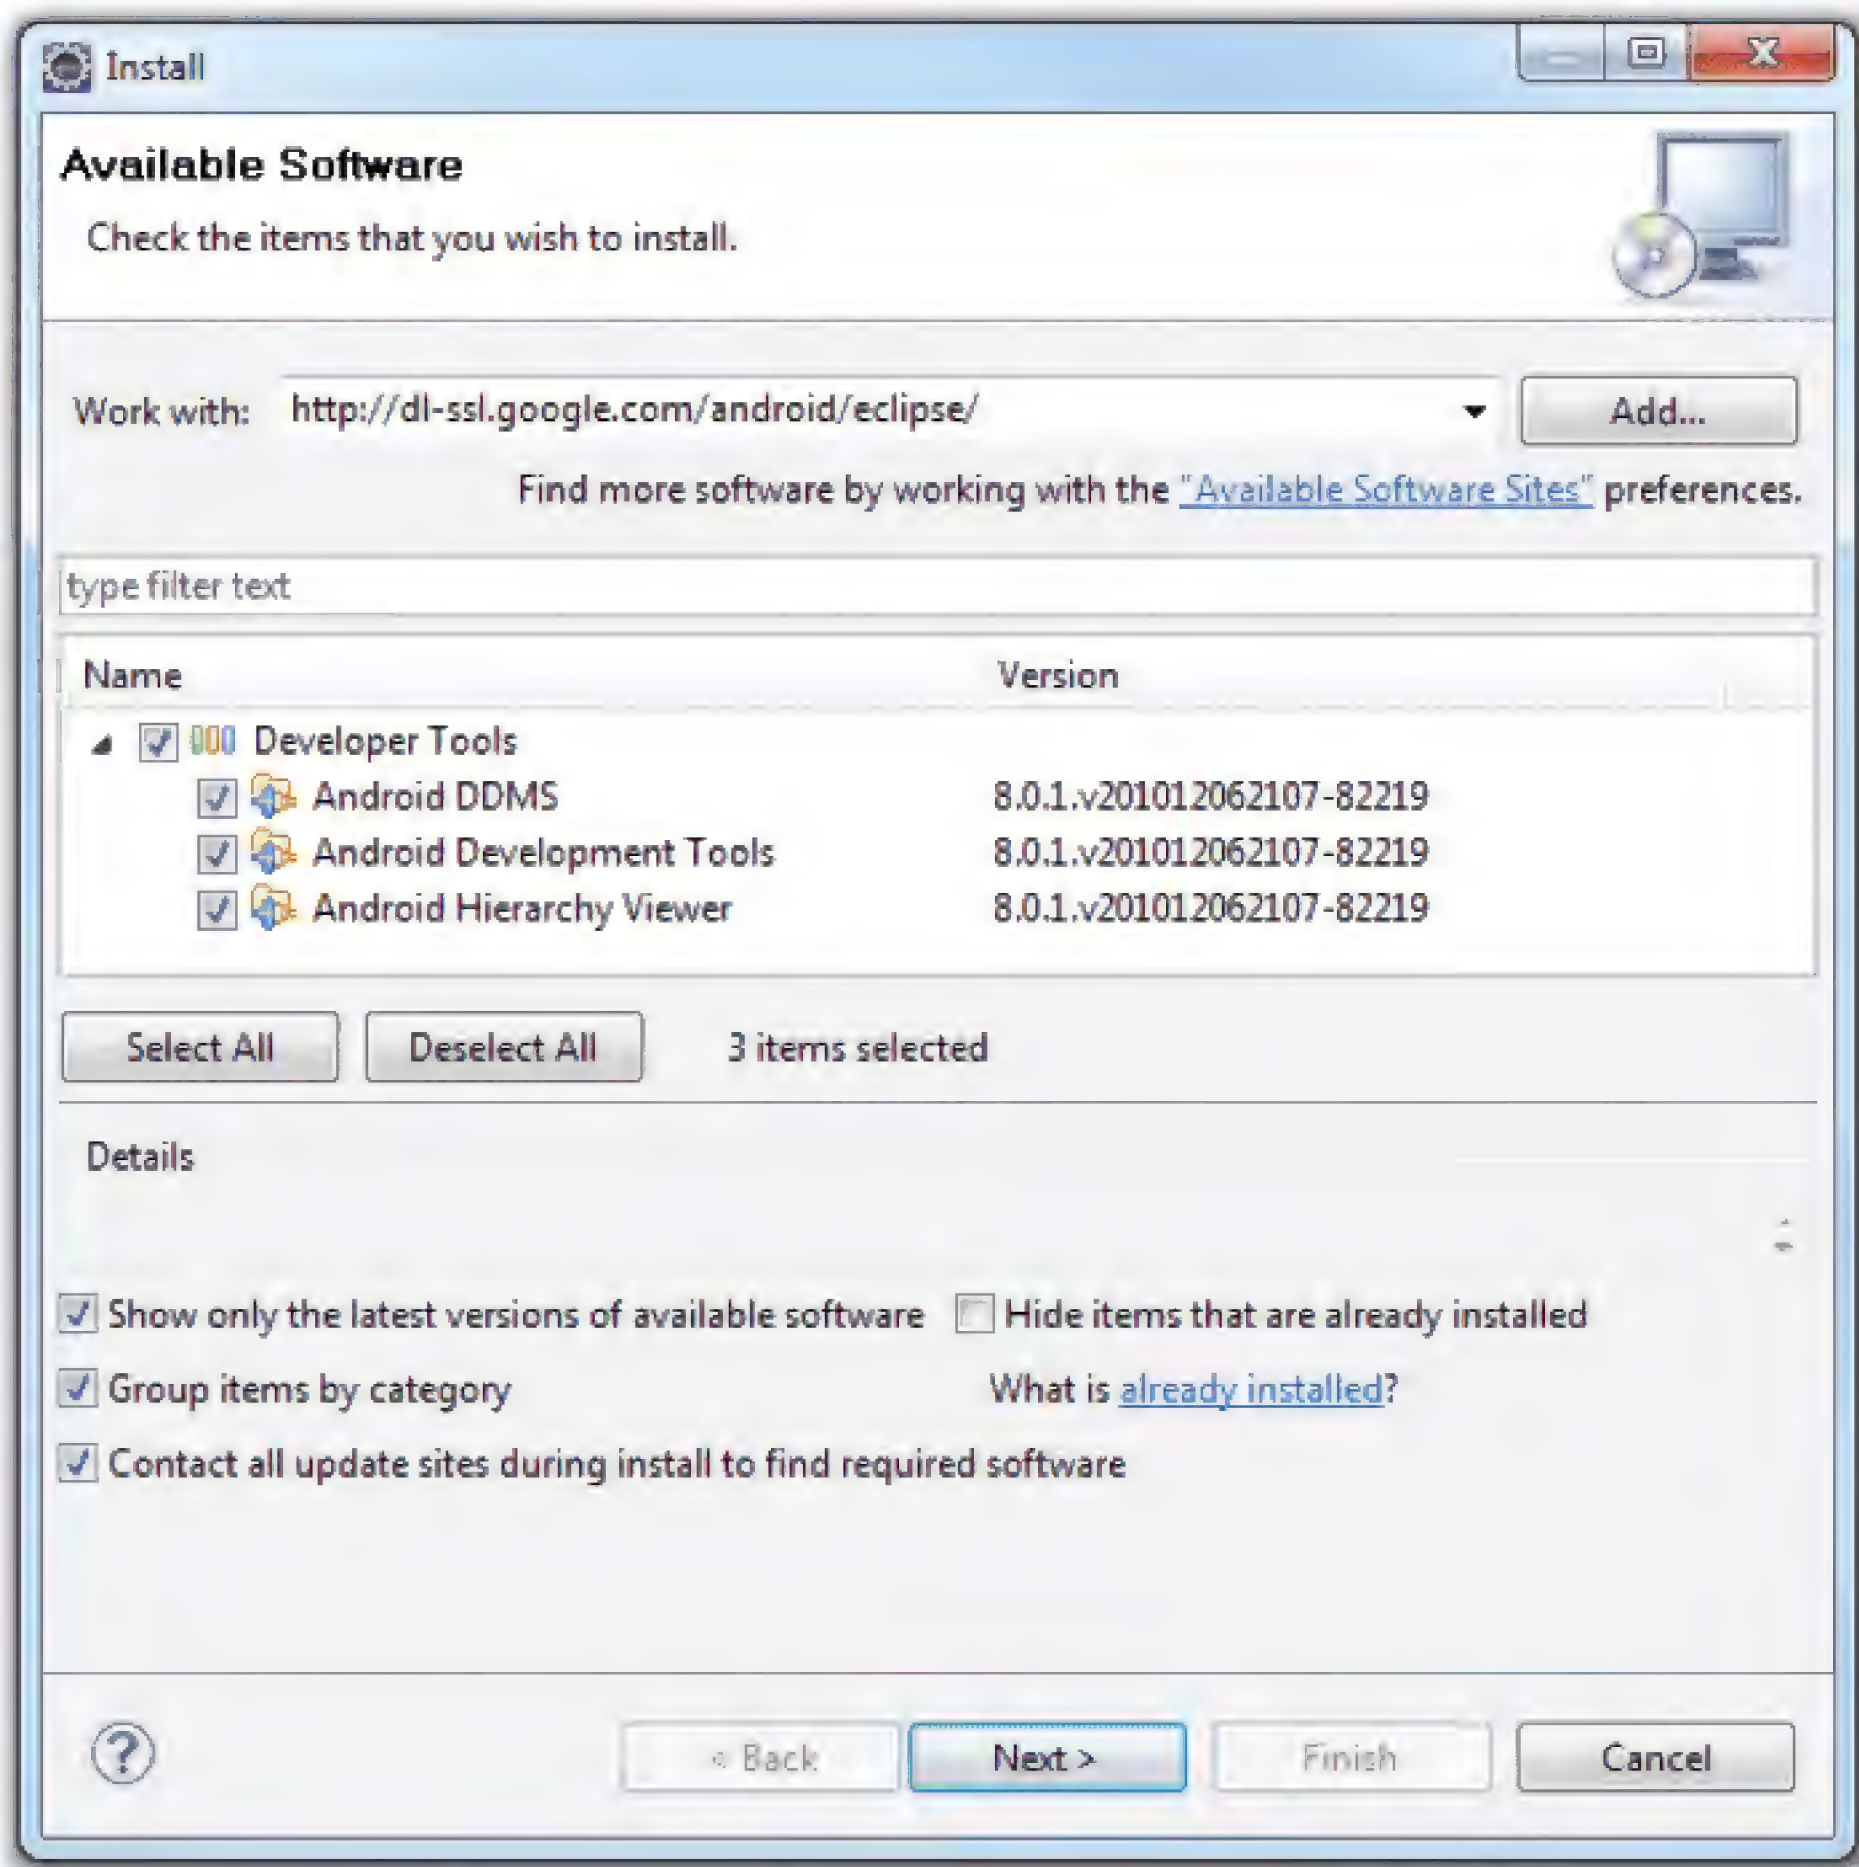 Install
Available Software
Check the items that you wish to install.
Work with: http://dl-ssl.google.com/android/eclipse/ Add...
Find more software by working with the "Available Software Sites" preferences.
type filter text
Name Version
Developer Tools
Android DDMS 8.0.1.v201012062107-82219
Android Development Tools 8.0.1.v201012062107-82219
Android Hierarchy Viewer 8.0.1.v201012062107-82219
Select All Deselect All 3 items selected
Details
Show only the latest versions of available software Hide items that are already installed
Group items by category What is already installed?
Contact all update sites during install to find required software
? < Back Next > Finish Cancel